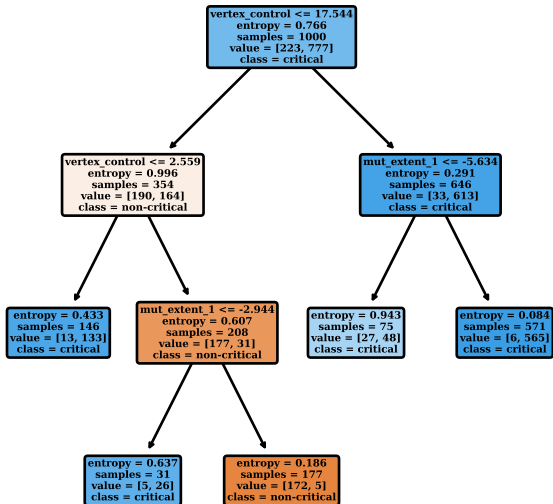 vertex_control <= 17.544
entropy = 0.766
samples = 1000
value = [223, 777]
class = critical
vertex_control <= 2.559
entropy = 0.996
samples = 354
value = [190, 164]
class = non-critical
mut_extent_1 <= -5.634
entropy = 0.291
samples = 646
value = [33, 613]
class = critical
entropy = 0.433
samples = 146
value = [13, 133]
class = critical
mut_extent_1 <= -2.944
entropy = 0.607
samples = 208
value = [177, 31]
class = non-critical
entropy = 0.943
samples = 75
value = [27, 48]
class = critical
entropy = 0.084
samples = 571
value = [6, 565]
class = critical
entropy = 0.637
samples = 31
value = [5, 26]
class = critical
entropy = 0.186
samples = 177
value = [172, 5]
class = non-critical